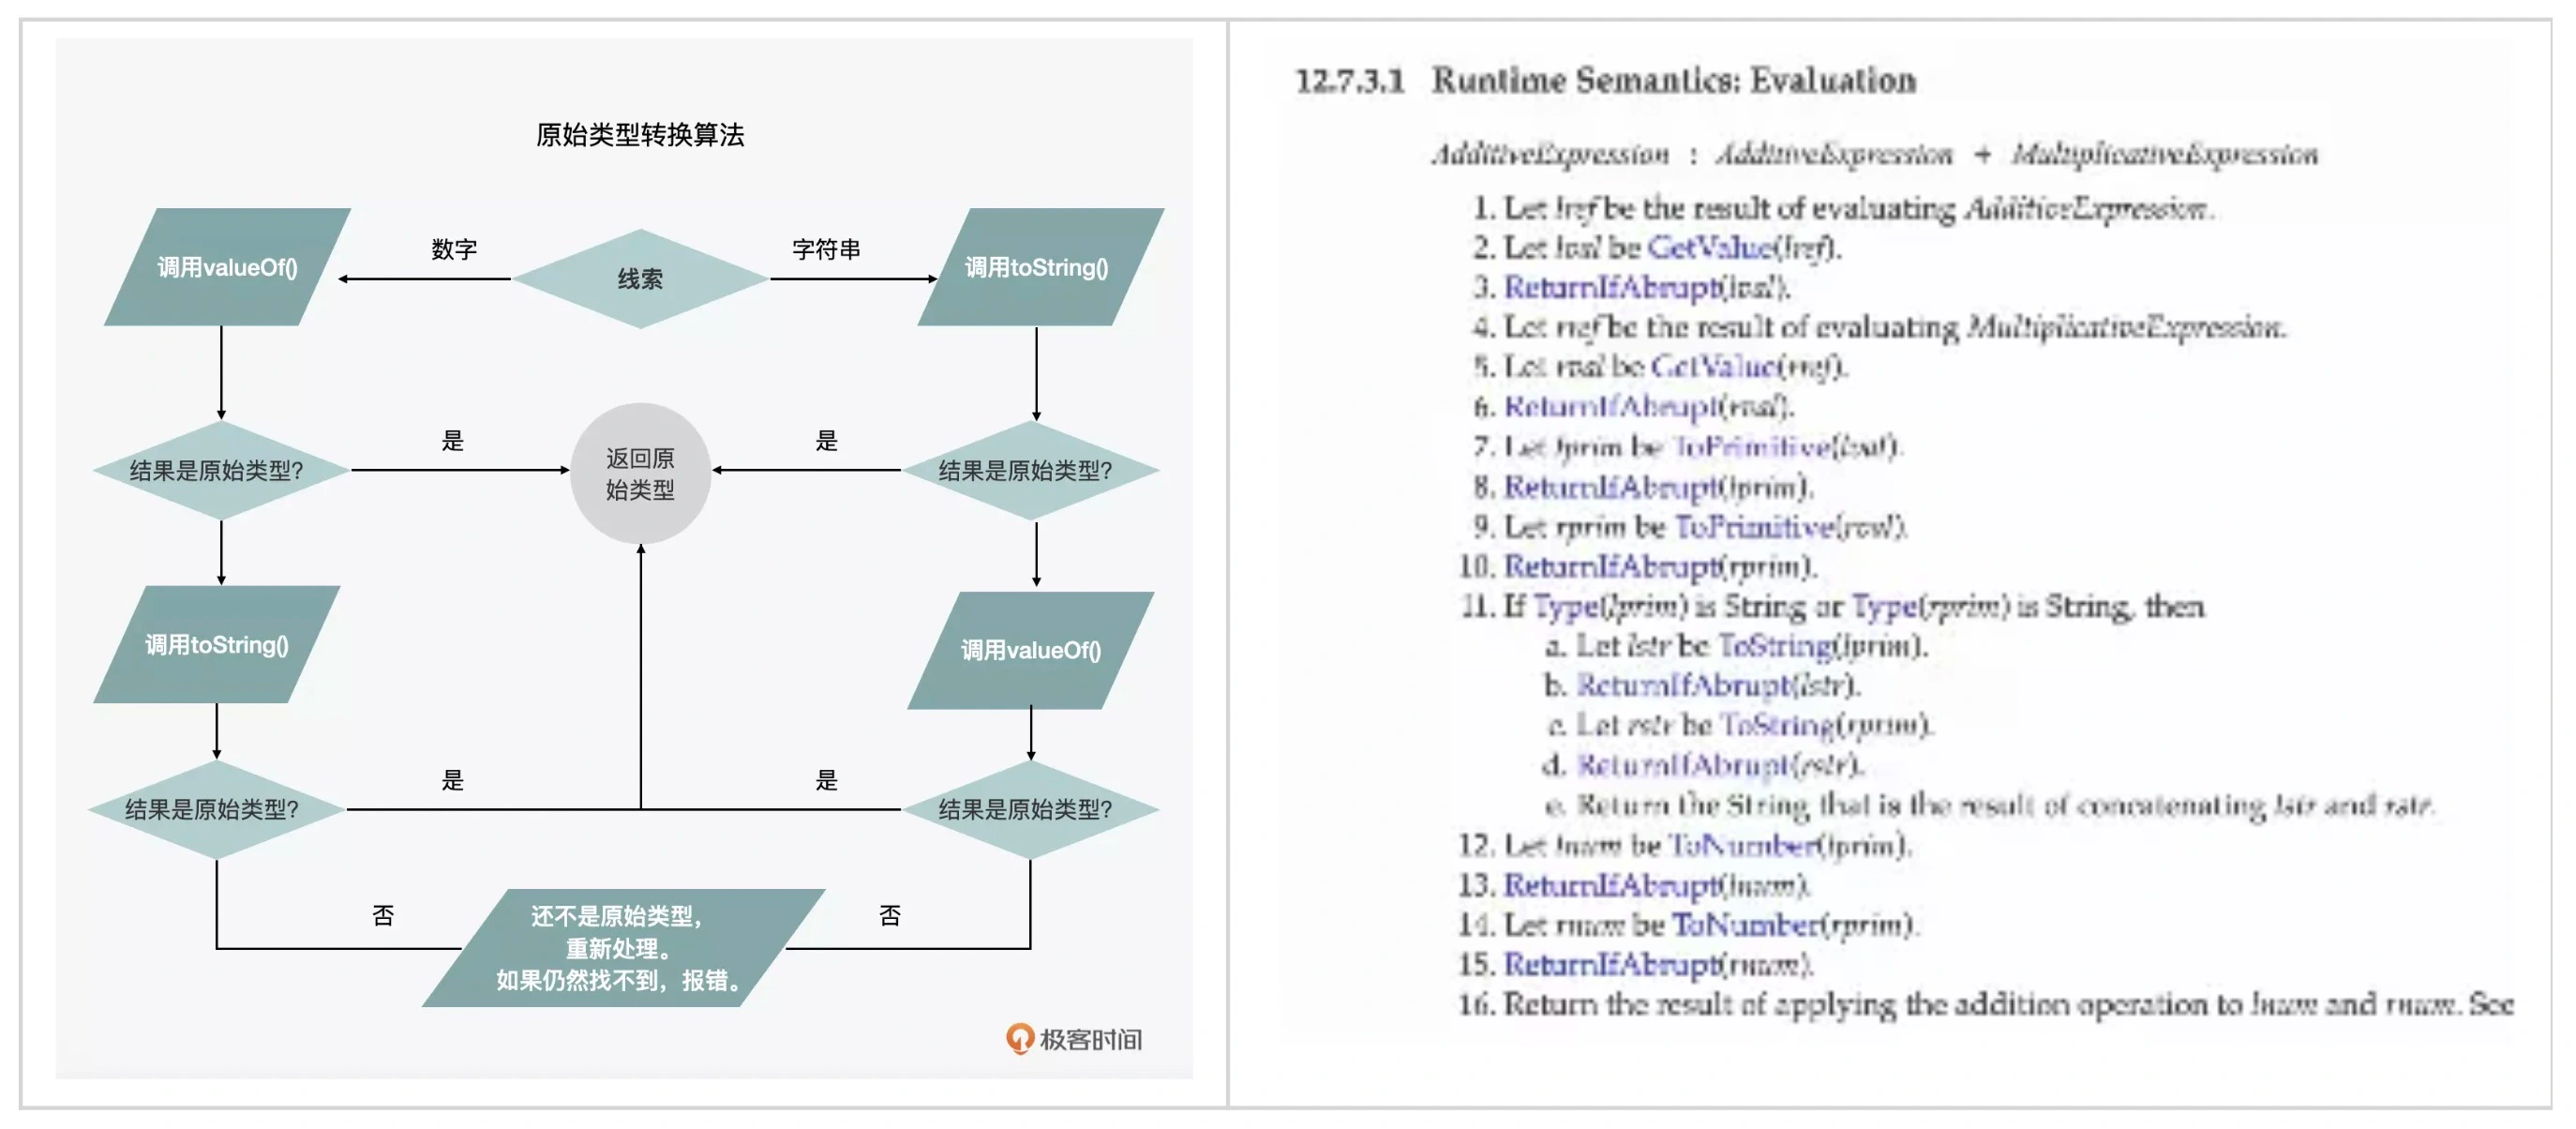 原始类型转换算法
调用valueOf()
数字
线索
字符串
调用toString()
结果是原始类型?
是
返回原
始类型
是
结果是原始类型?
调用toString()
调用valueOf()
结果是原始类型?
是
是
结果是原始类型?
否
还不是原始类型，
重新处理。
如果仍然找不到，报错。
否
极客时间
12.7.3.1 Runtime Semantics: Evaluation
AdditiveExpression : AdditiveExpression + MultiplicativeExpression
1. Let lref be the result of evaluating AdditiveExpression.
2. Let lval be GetValue(lref).
3. ReturnIfAbrupt(lval).
4. Let rref be the result of evaluating MultiplicativeExpression.
5. Let rval be GetValue(rref).
6. ReturnIfAbrupt(rval).
7. Let lprim be ToPrimitive(lval).
8. ReturnIfAbrupt(lprim).
9. Let rprim be ToPrimitive(rval).
10. ReturnIfAbrupt(rprim).
11. If Type(lprim) is String or Type(rprim) is String, then
a. Let lstr be ToString(lprim).
b. ReturnIfAbrupt(lstr).
c. Let rstr be ToString(rprim).
d. ReturnIfAbrupt(rstr).
e. Return the String that is the result of concatenating lstr and rstr.
12. Let lnum be ToNumber(lprim).
13. ReturnIfAbrupt(lnum).
14. Let rnum be ToNumber(rprim).
15. ReturnIfAbrupt(rnum).
16. Return the result of applying the addition operation to lnum and rnum. See